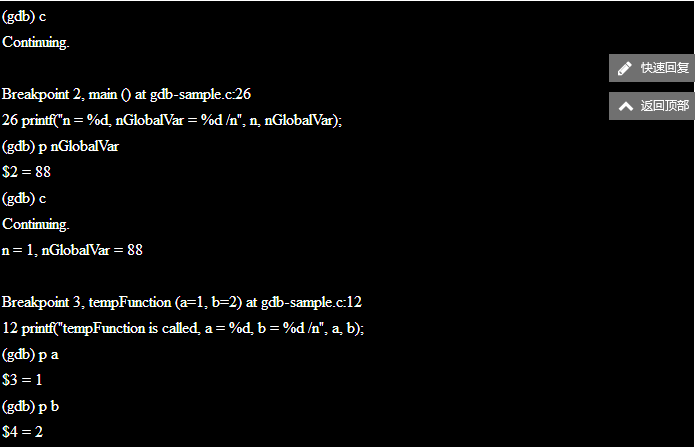 (gdb) c
Continuing.
快速回复
Breakpoint 2, main () at gdb-sample.c:26
返回顶部
26 printf("n = %d, nGlobalVar = %d /n", n, nGlobalVar);
(gdb) p nGlobalVar
$2 = 88
(gdb) c
Continuing.
n = 1, nGlobalVar = 88
Breakpoint 3, tempFunction (a=1, b=2) at gdb-sample.c:12
12 printf("tempFunction is called, a = %d, b = %d /n", a, b);
(gdb) p a
$3 = 1
(gdb) p b
$4 = 2